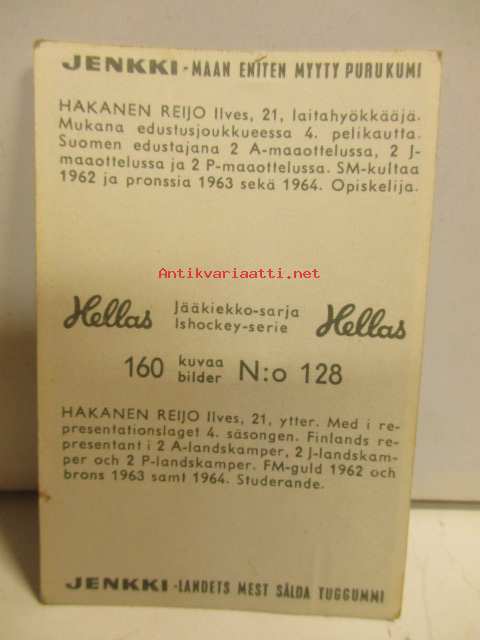 JENKKI - MAAN ENITEN MYYTY PURUKUMI
HAKANEN REIJO Ilves, 21, laitahyökkääjä.
Mukana edustusjoukkueessa 4. pelikautta.
Suomen edustajana 2 A-maaottelussa, 2 J-
maaottelussa ja 2 P-maaottelussa. SM-kultaa
1962 ja pronssia 1963 sekä 1964. Opiskelija.
Antikvariaatti.net
Hellas Jääkiekko-sarja Hellas
Ishockey-serie
160 kuvaa N:o 128
bilder
HAKANEN REIJO Ilves, 21, ytter. Med i re-
presentationslaget 4. säsongen. Finlands re-
presentant i 2 A-landskamper, 2 J-landskam-
per och 2 P-landskamper. FM-guld 1962 och
brons 1963 samt 1964. Studerande.
JENKKI - LANDETS MEST SÅLDA TUGGUMMI